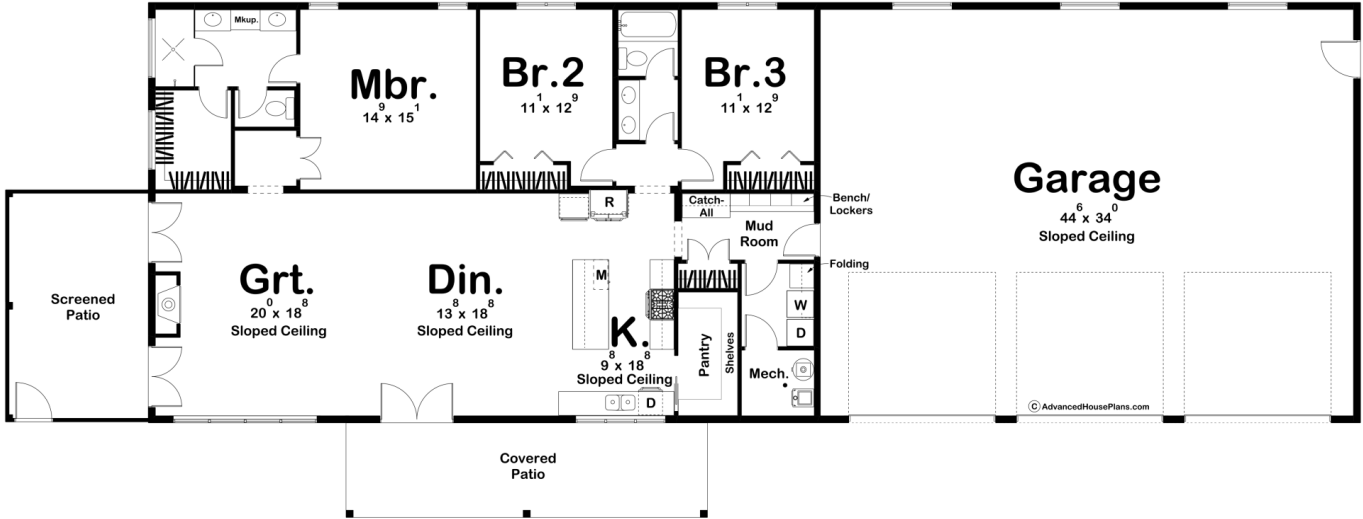 Mkup.
Mbr.
14⁹ x 15¹
Br.2
11¹ x 12⁹
Br.3
11¹ x 12⁹
Garage
44⁶ x 34⁰
Sloped Ceiling
R
Catch-
All
Bench/
Lockers
Mud
Room
Folding
Screened
Patio
Grt.
20⁰ x 18⁸
Sloped Ceiling
Din.
13⁸ x 18⁸
Sloped Ceiling
M
K.
9⁸ x 18⁸
Sloped Ceiling
D
Pantry
Shelves
W
D
Mech.
© AdvancedHousePlans.com
Covered
Patio